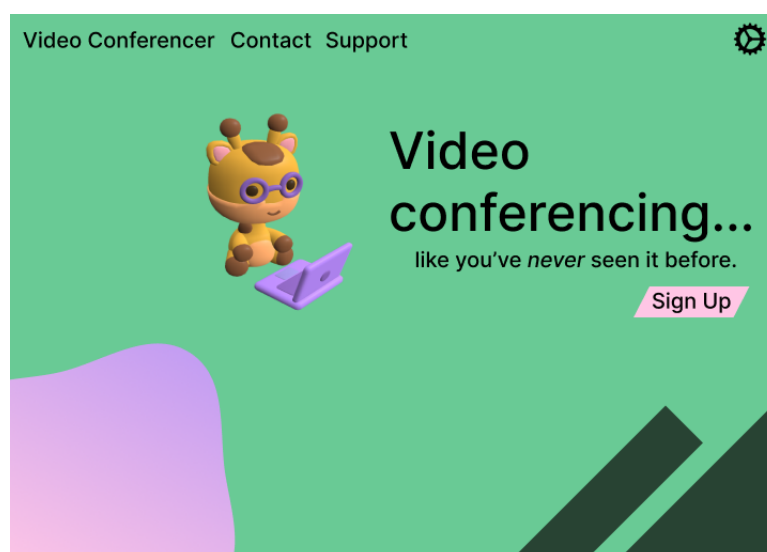 Video Conferencer Contact Support
Video
conferencing...
like you’ve never seen it before.
Sign Up